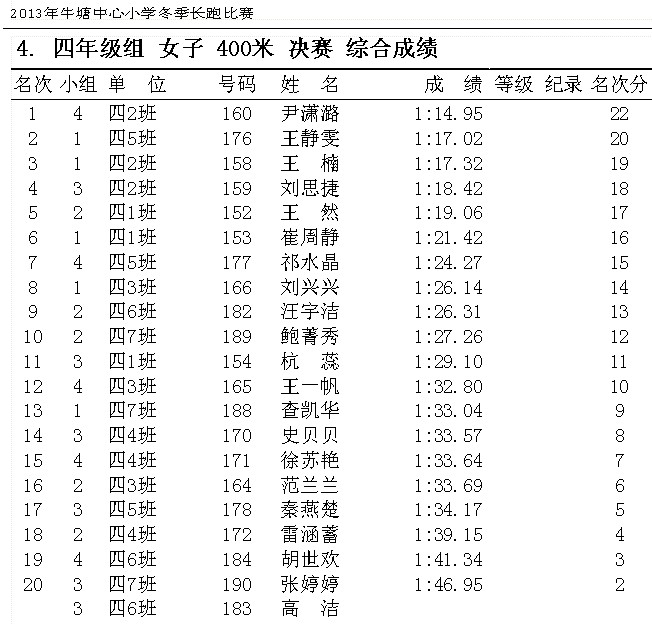 2013年牛塘中心小学冬季长跑比赛
4. 四年级组 女子 400米 决赛 综合成绩
名次 小组 单 位 号码 姓 名 成 绩 等级 纪录 名次分
1 4 四2班 160 尹潇潞 1:14.95 22
2 1 四5班 176 王静雯 1:17.02 20
3 1 四2班 158 王 楠 1:17.32 19
4 3 四2班 159 刘思捷 1:18.42 18
5 2 四1班 152 王 然 1:19.06 17
6 1 四1班 153 崔周静 1:21.42 16
7 4 四5班 177 祁水晶 1:24.27 15
8 1 四3班 166 刘兴兴 1:26.14 14
9 2 四6班 182 汪宇洁 1:26.31 13
10 2 四7班 189 鲍菁秀 1:27.26 12
11 3 四1班 154 杭 蕊 1:29.10 11
12 4 四3班 165 王一帆 1:32.80 10
13 1 四7班 188 查凯华 1:33.04 9
14 3 四4班 170 史贝贝 1:33.57 8
15 4 四4班 171 徐苏艳 1:33.64 7
16 2 四3班 164 范兰兰 1:33.69 6
17 3 四5班 178 秦燕楚 1:34.17 5
18 2 四4班 172 雷涵蓄 1:39.15 4
19 4 四6班 184 胡世欢 1:41.34 3
20 3 四7班 190 张婷婷 1:46.95 2
3 四6班 183 高 洁